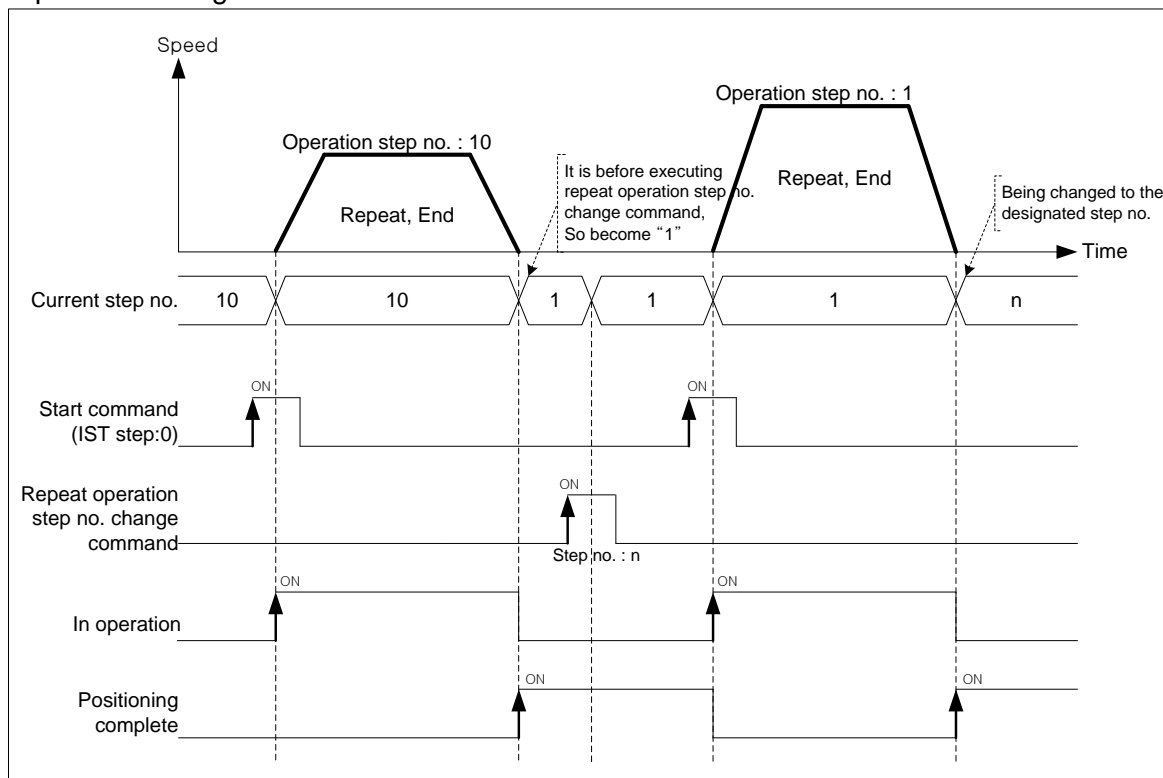 Speed
Operation step no. : 1
Operation step no. : 10
It is before executing
repeat operation step no.
change command,
So become “1”
Repeat, End
Repeat, End
Being changed to the
designated step no.
Time
Current step no.
10
10
1
1
1
n
ON
ON
Start command
(IST step:0)
ON
Repeat operation
step no. change
command
Step no. : n
ON
ON
In operation
ON
ON
Positioning
complete